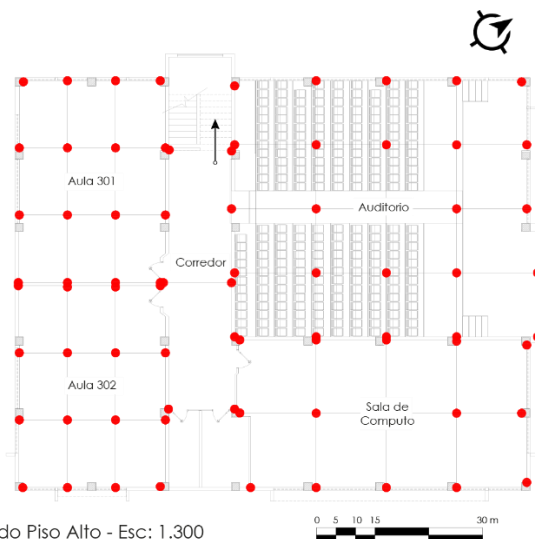 Aula 301
Auditorio
Corredor
Aula 302
Sala de
Computo
do Piso Alto - Esc: 1.300
0 5 10 15 30 m